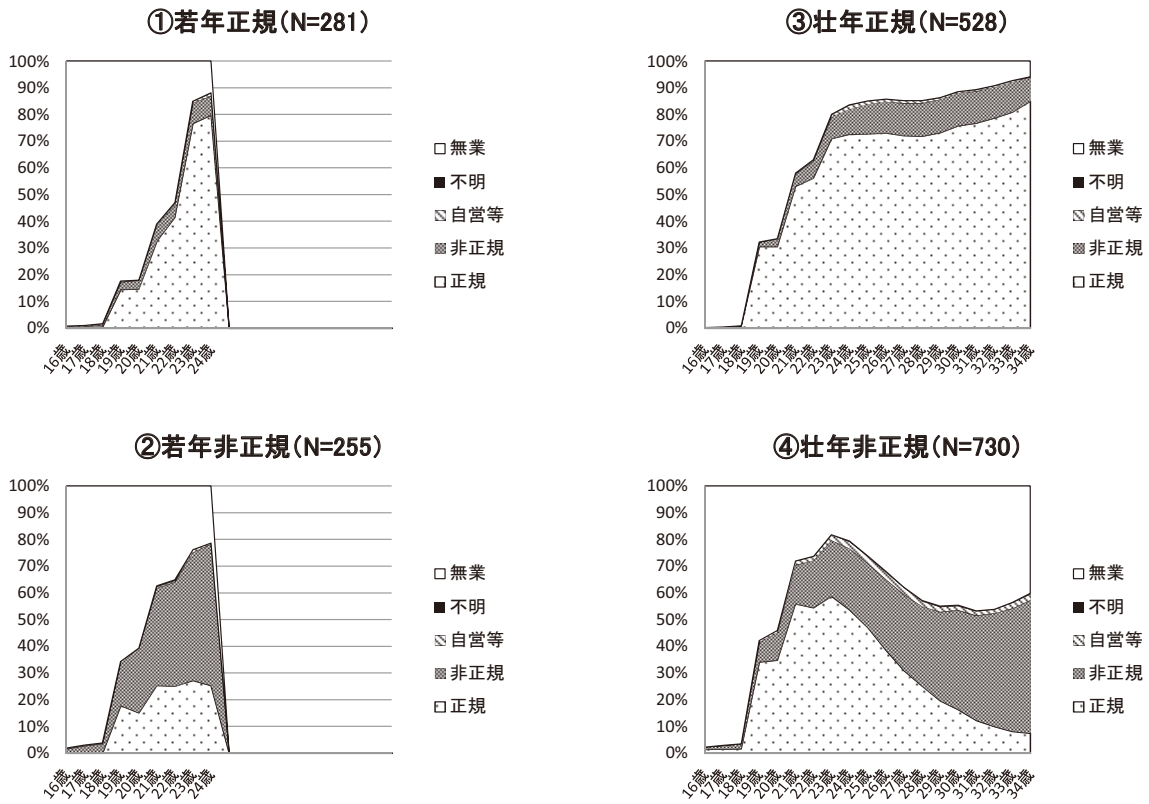 ①若年正規(N=281)
100%
90%
80%
70%
60%
50%
40%
30%
20%
10%
0%
16歳
17歳
18歳
19歳
20歳
21歳
22歳
23歳
24歳
無業
不明
自営等
非正規
正規
③壮年正規(N=528)
100%
90%
80%
70%
60%
50%
40%
30%
20%
10%
0%
16歳
17歳
18歳
19歳
20歳
21歳
22歳
23歳
24歳
25歳
26歳
27歳
28歳
29歳
30歳
31歳
32歳
33歳
34歳
無業
不明
自営等
非正規
正規
②若年非正規(N=255)
100%
90%
80%
70%
60%
50%
40%
30%
20%
10%
0%
16歳
17歳
18歳
19歳
20歳
21歳
22歳
23歳
24歳
無業
不明
自営等
非正規
正規
④壮年非正規(N=730)
100%
90%
80%
70%
60%
50%
40%
30%
20%
10%
0%
16歳
17歳
18歳
19歳
20歳
21歳
22歳
23歳
24歳
25歳
26歳
27歳
28歳
29歳
30歳
31歳
32歳
33歳
34歳
無業
不明
自営等
非正規
正規